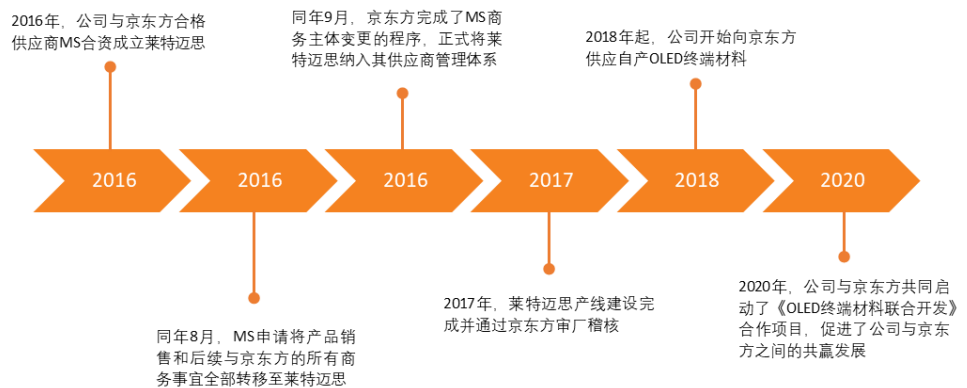 2016年，公司与京东方合格
供应商MS合资成立莱特迈思
同年9月，京东方完成了MS商
务主体变更的程序，正式将莱
特迈思纳入其供应商管理体系
2018年起，公司开始向京东方
供应自产OLED终端材料
2016
2016
2016
2017
2018
2020
同年8月，MS申请将产品销
售和后续与京东方的所有商
务事宜全部转移至莱特迈思
2017年，莱特迈思产线建设完
成并通过京东方审厂稽核
2020年，公司与京东方共同启
动了《OLED终端材料联合开发》
合作项目，促进了公司与京东
方之间的共赢发展